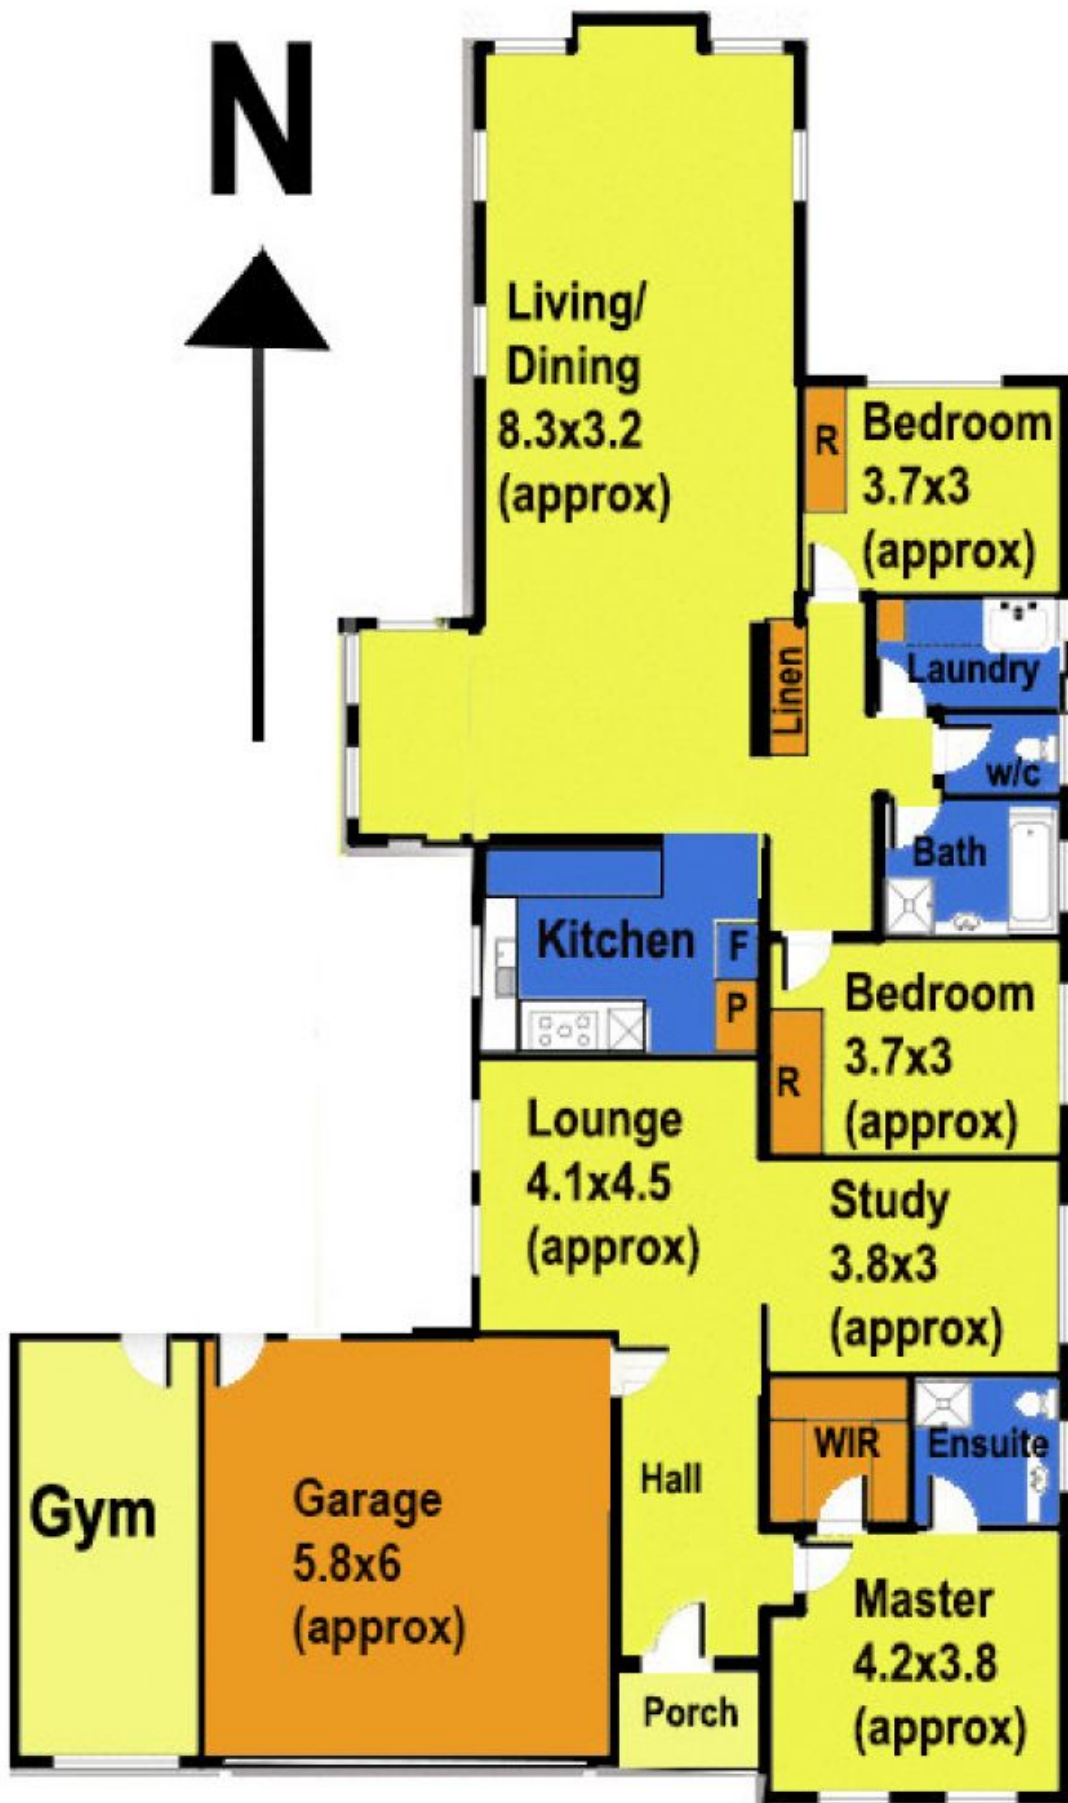 N
Living/
Dining
8.3x3.2
(approx)
R
Bedroom
3.7x3
(approx)
Linen
Laundry
w/c
Bath
Kitchen
F
P
Bedroom
3.7x3
(approx)
R
Lounge
4.1x4.5
(approx)
Study
3.8x3
(approx)
WIR
Ensuite
Hall
Gym
Garage
5.8x6
(approx)
Master
4.2x3.8
(approx)
Porch